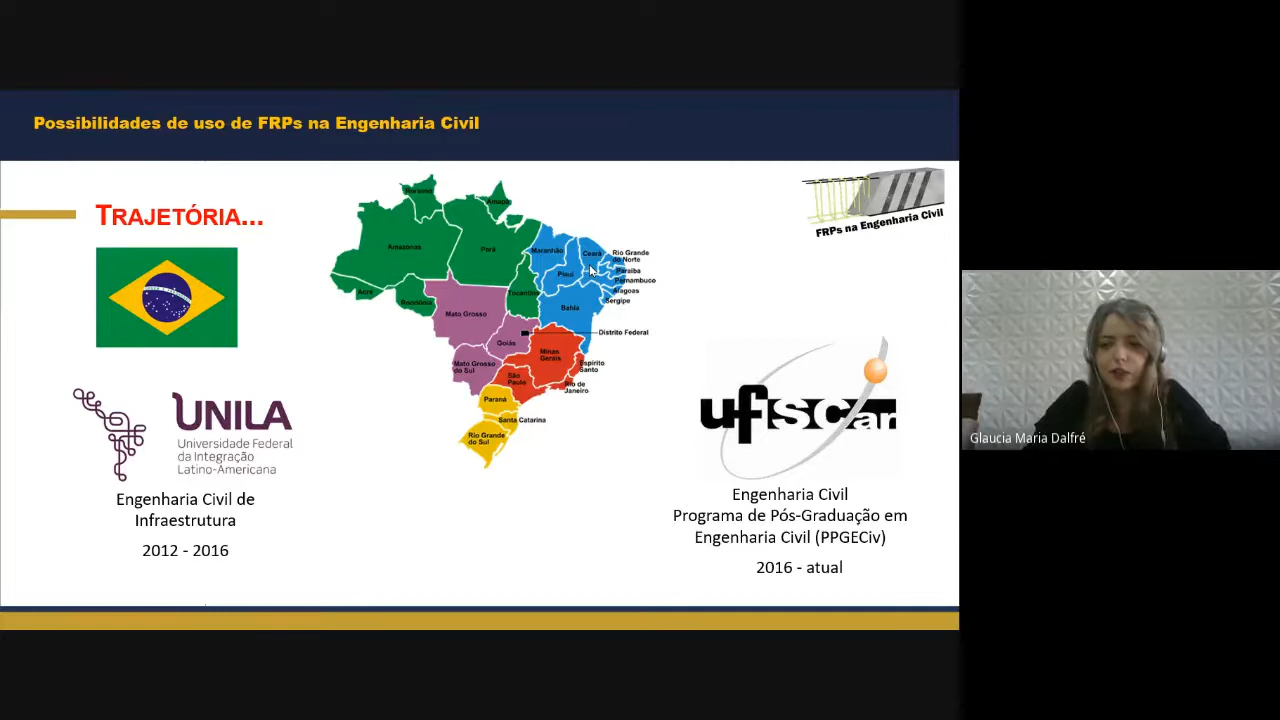 Possibilidades de uso de FRPs na Engenharia Civil
TRAJETÓRIA...
FRPs na Engenharia Civil
Roraima
Amapá
Amazonas
Pará
Maranhão
Ceará
Rio Grande
do Norte
Paraíba
Piauí
Pernambuco
Acre
Rondônia
Tocantins
Alagoas
Sergipe
Bahia
Mato Grosso
Distrito Federal
Goiás
Minas
Gerais
Mato Grosso
do Sul
Espírito
Santo
São
Paulo
Rio de
Janeiro
Paraná
Santa Catarina
Rio Grande
do Sul
UNILA
Universidade Federal
da Integração
Latino-Americana
Engenharia Civil de
Infraestrutura
2012 - 2016
ufscar
Engenharia Civil
Programa de Pós-Graduação em
Engenharia Civil (PPGECiv)
2016 - atual
Glaucia Maria Dalfré